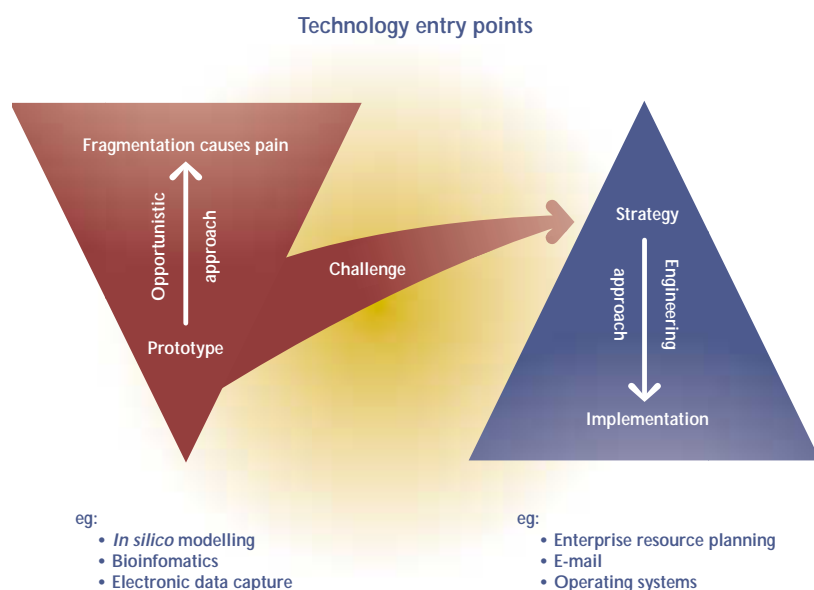 Technology entry points
Fragmentation causes pain
Opportunistic
approach
Prototype
Challenge
Strategy
Engineering
approach
Implementation
eg:
• In silico modelling
• Bioinfomatics
• Electronic data capture
eg:
• Enterprise resource planning
• E-mail
• Operating systems